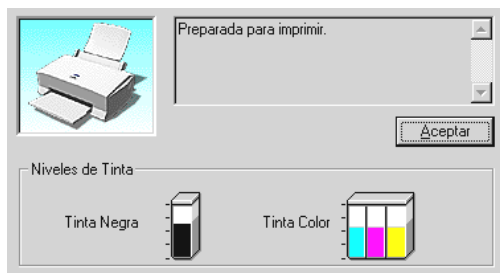 Preparada para imprimir.
Aceptar
Niveles de Tinta
Tinta Negra
Tinta Color